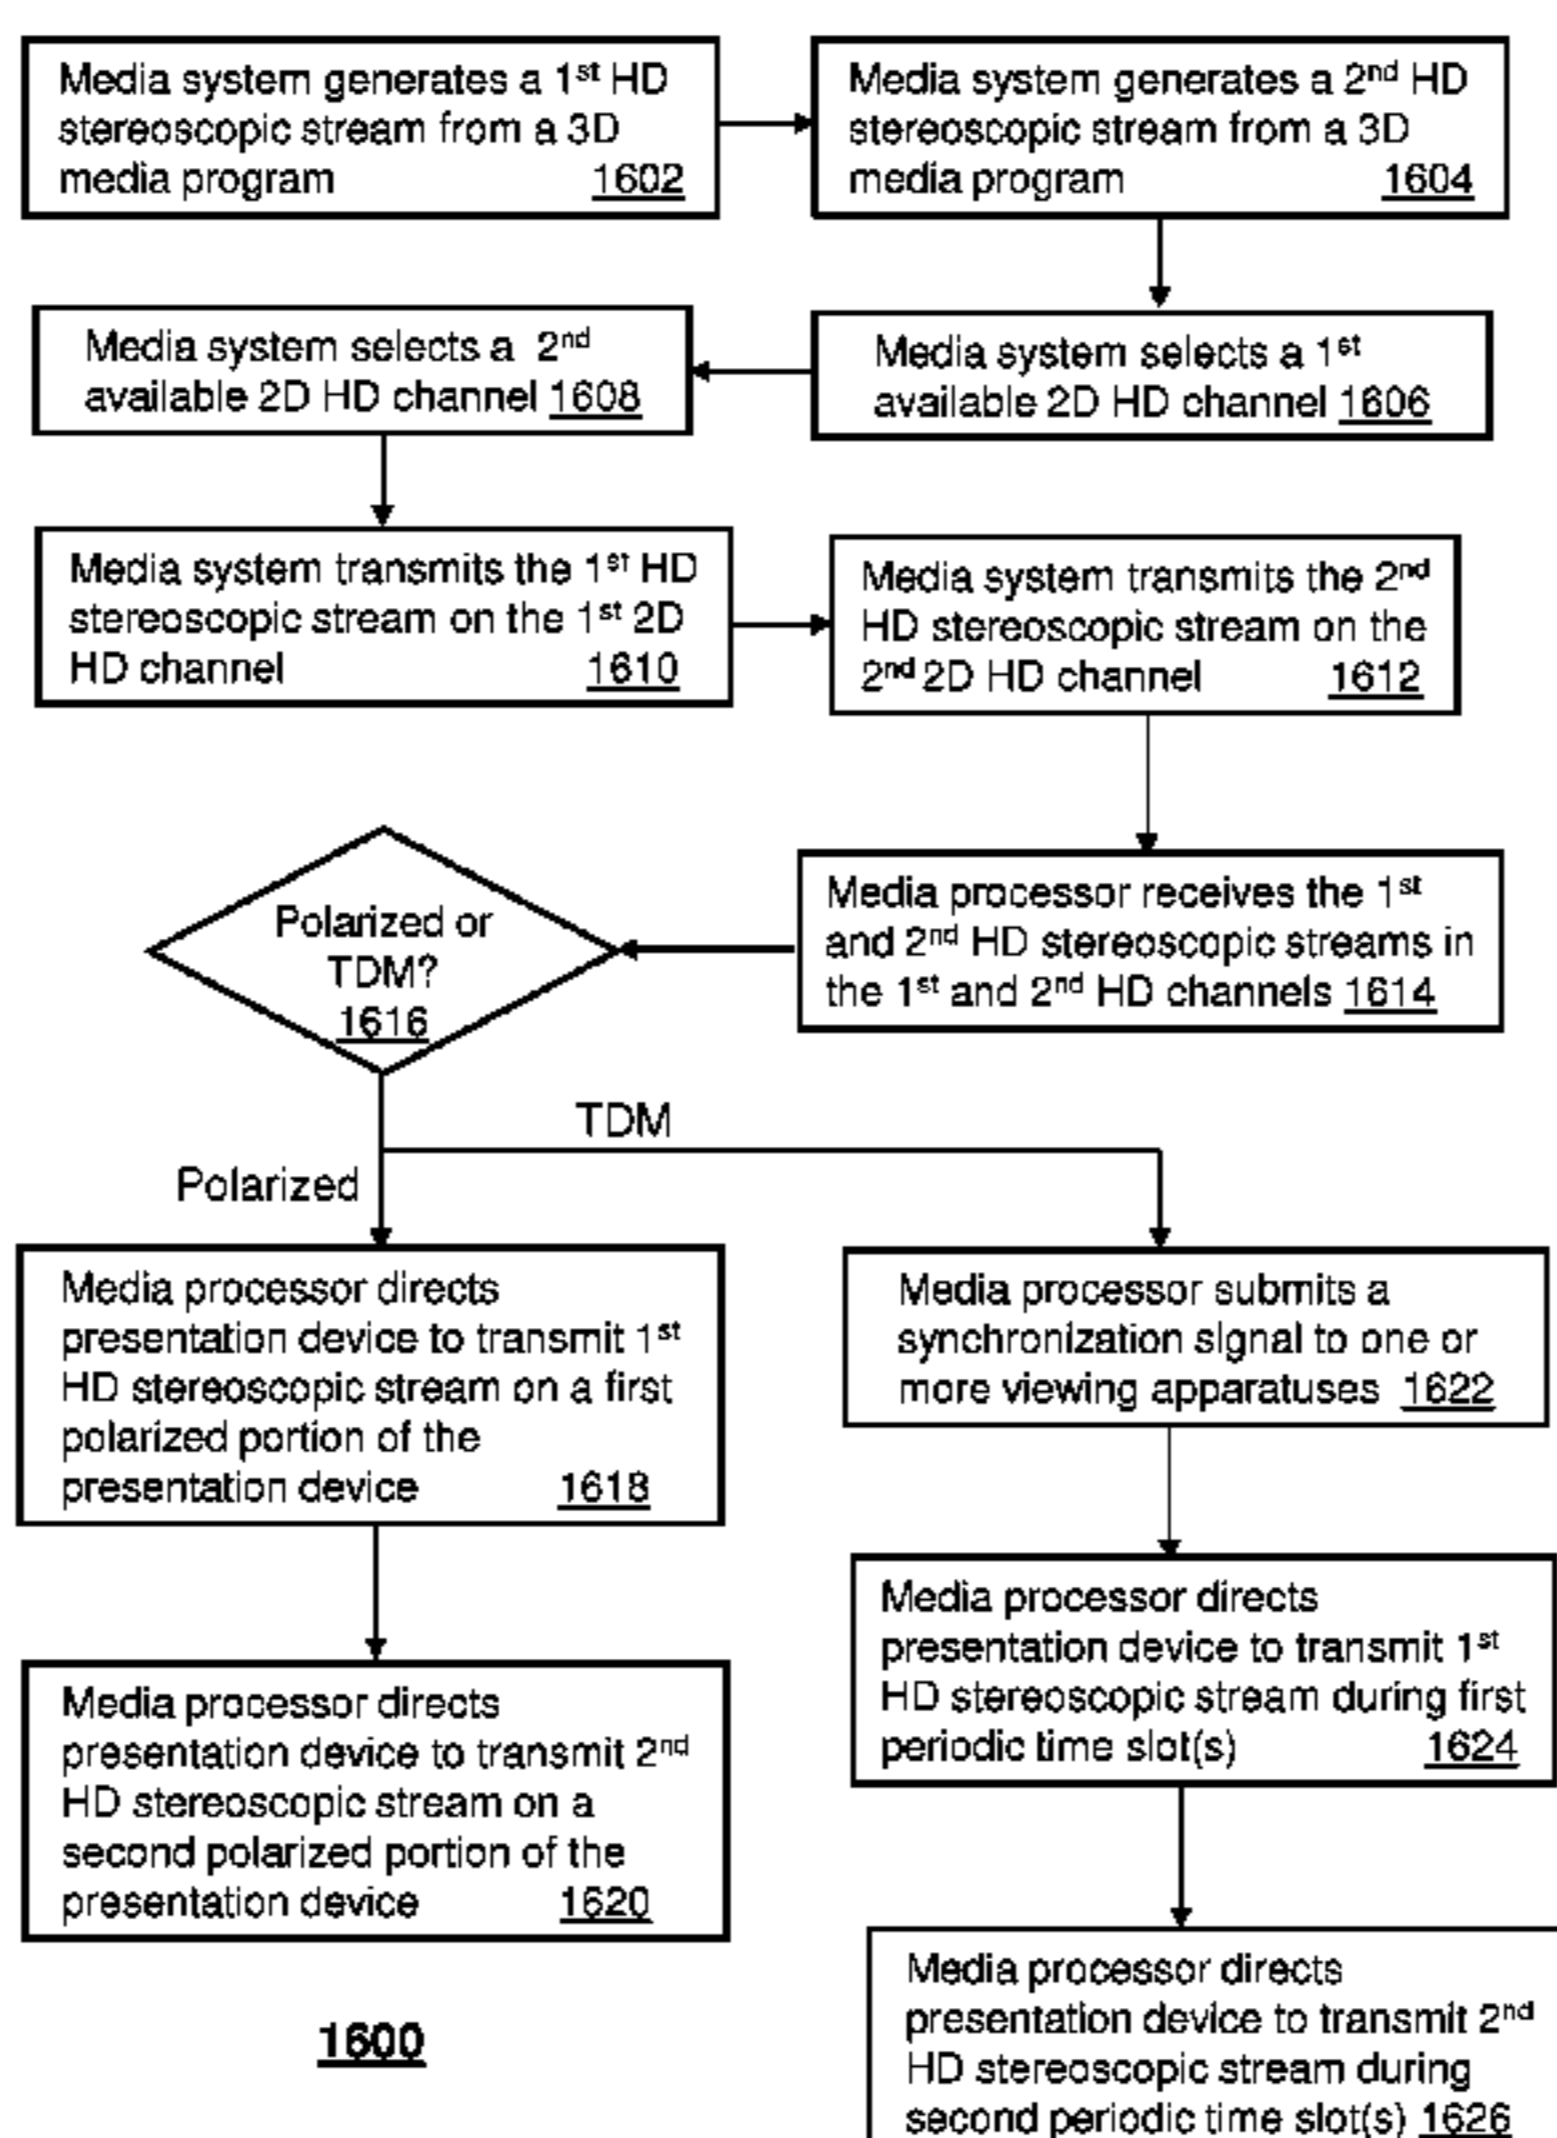 Media system generates a 1st HD
stereoscopic stream from a 3D
media program 1602
Media system generates a 2nd HD
stereoscopic stream from a 3D
media program 1604
Media system selects a 1st
available 2D HD channel 1606
Media system selects a 2nd
available 2D HD channel 1608
Media system transmits the 1st HD
stereoscopic stream on the 1st 2D
HD channel 1610
Media system transmits the 2nd
HD stereoscopic stream on the
2nd 2D HD channel 1612
Media processor receives the 1st
and 2nd HD stereoscopic streams in
the 1st and 2nd HD channels 1614
Polarized or
TDM?
1616
TDM
Polarized
Media processor directs
presentation device to transmit 1st
HD stereoscopic stream on a first
polarized portion of the
presentation device 1618
Media processor directs
presentation device to transmit 2nd
HD stereoscopic stream on a
second polarized portion of the
presentation device 1620
Media processor submits a
synchronization signal to one or
more viewing apparatuses 1622
Media processor directs
presentation device to transmit 1st
HD stereoscopic stream during first
periodic time slot(s) 1624
Media processor directs
presentation device to transmit 2nd
HD stereoscopic stream during
second periodic time slot(s) 1626
1600